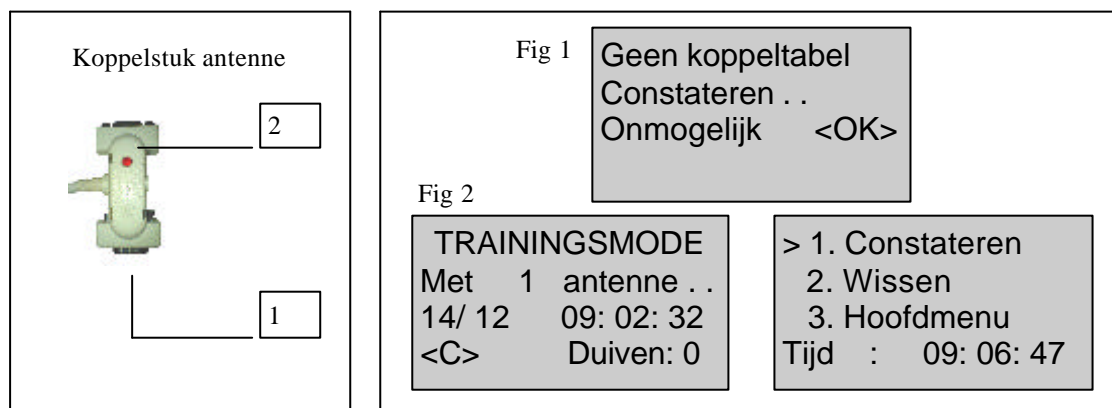 Koppelstuk antenne
2
1
Fig 1
Geen koppeltabel
Constateren . .
Onmogelijk <OK>
Fig 2
TRAININGSMODE
Met 1 antenne . .
14/ 12 09: 02: 32
<C> Duiven: 0
> 1. Constateren
2. Wissen
3. Hoofdmenu
Tijd : 09: 06: 47